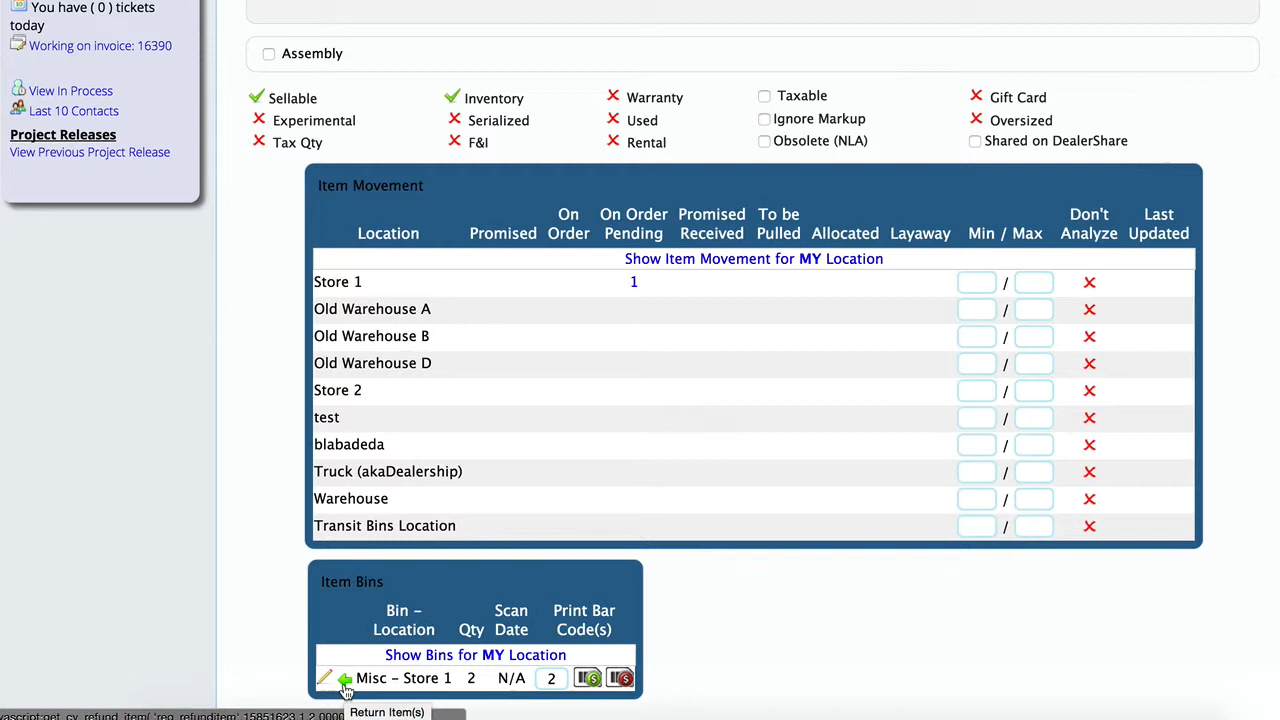 You have ( 0 ) tickets
today
Working on invoice: 16390
View In Process
Last 10 Contacts
Project Releases
View Previous Project Release
Assembly
Sellable Inventory Warranty Taxable Gift Card
Experimental Serialized Used Ignore Markup Oversized
Tax Qty F&I Rental Obsolete (NLA) Shared on DealerShare
Item Movement
Location Promised On Order On Order Pending Promised Received To be Pulled Allocated Layaway Min / Max Don't Analyze Last Updated
Show Item Movement for MY Location
Store 1 1 /
Old Warehouse A /
Old Warehouse B /
Old Warehouse D /
Store 2 /
test /
blabadeda /
Truck (akaDealership) /
Warehouse /
Transit Bins Location /
Item Bins
Bin – Location Qty Scan Date Print Bar Code(s)
Show Bins for MY Location
Misc – Store 1 2 N/A 2
Return Item(s)